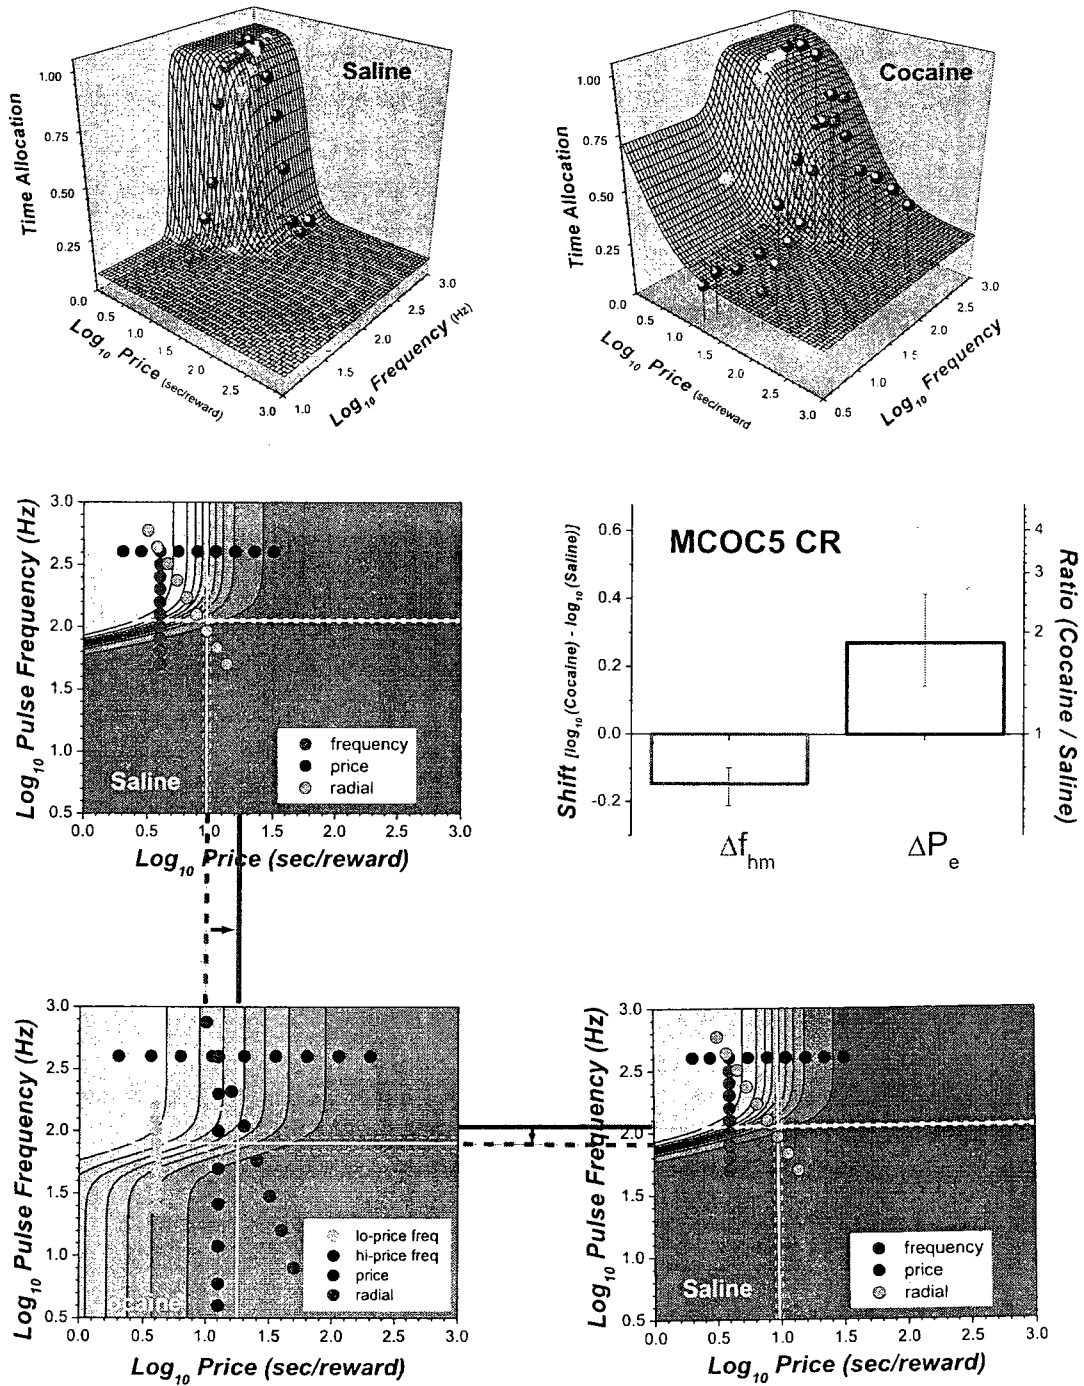 Saline
Time Allocation
1.00
0.75
0.50
0.25
0.0
0.5
1.0
1.5
2.0
2.5
3.0
Log10 Price (sec/reward)
1.0
1.5
2.0
2.5
3.0
Log10 Frequency (Hz)
Cocaine
Time Allocation
1.00
0.75
0.50
0.25
0.0
0.0
0.5
1.0
1.5
2.0
2.5
3.0
Log10 Price (sec/reward
0.5
1.0
1.5
2.0
2.5
3.0
Log10 Frequency
Log10 Pulse Frequency (Hz)
3.0
2.5
2.0
1.5
1.0
0.5
Saline
frequency
price
radial
0.0 0.5 1.0 1.5 2.0 2.5 3.0
Log10 Price (sec/reward)
MCOC5 CR
Shift [log10(Cocaine) - log10(Saline)]
0.6
0.4
0.2
0.0
-0.2
Ratio (Cocaine / Saline)
4
3
2
1
Δfhm
ΔPe
Log10 Pulse Frequency (Hz)
3.0
2.5
2.0
1.5
1.0
0.5
lo-price freq
hi-price freq
price
radial
0.0 0.5 1.0 1.5 2.0 2.5 3.0
Log10 Price (sec/reward)
Log10 Pulse Frequency (Hz)
3.0
2.5
2.0
1.5
1.0
0.5
Saline
frequency
price
radial
0.0 0.5 1.0 1.5 2.0 2.5 3.0
Log10 Price (sec/reward)